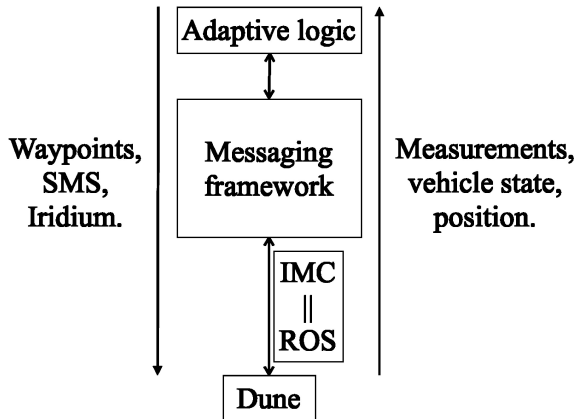 Adaptive logic
Waypoints,
SMS,
Iridium.
Messaging
framework
Measurements,
vehicle state,
position.
IMC
||
ROS
Dune